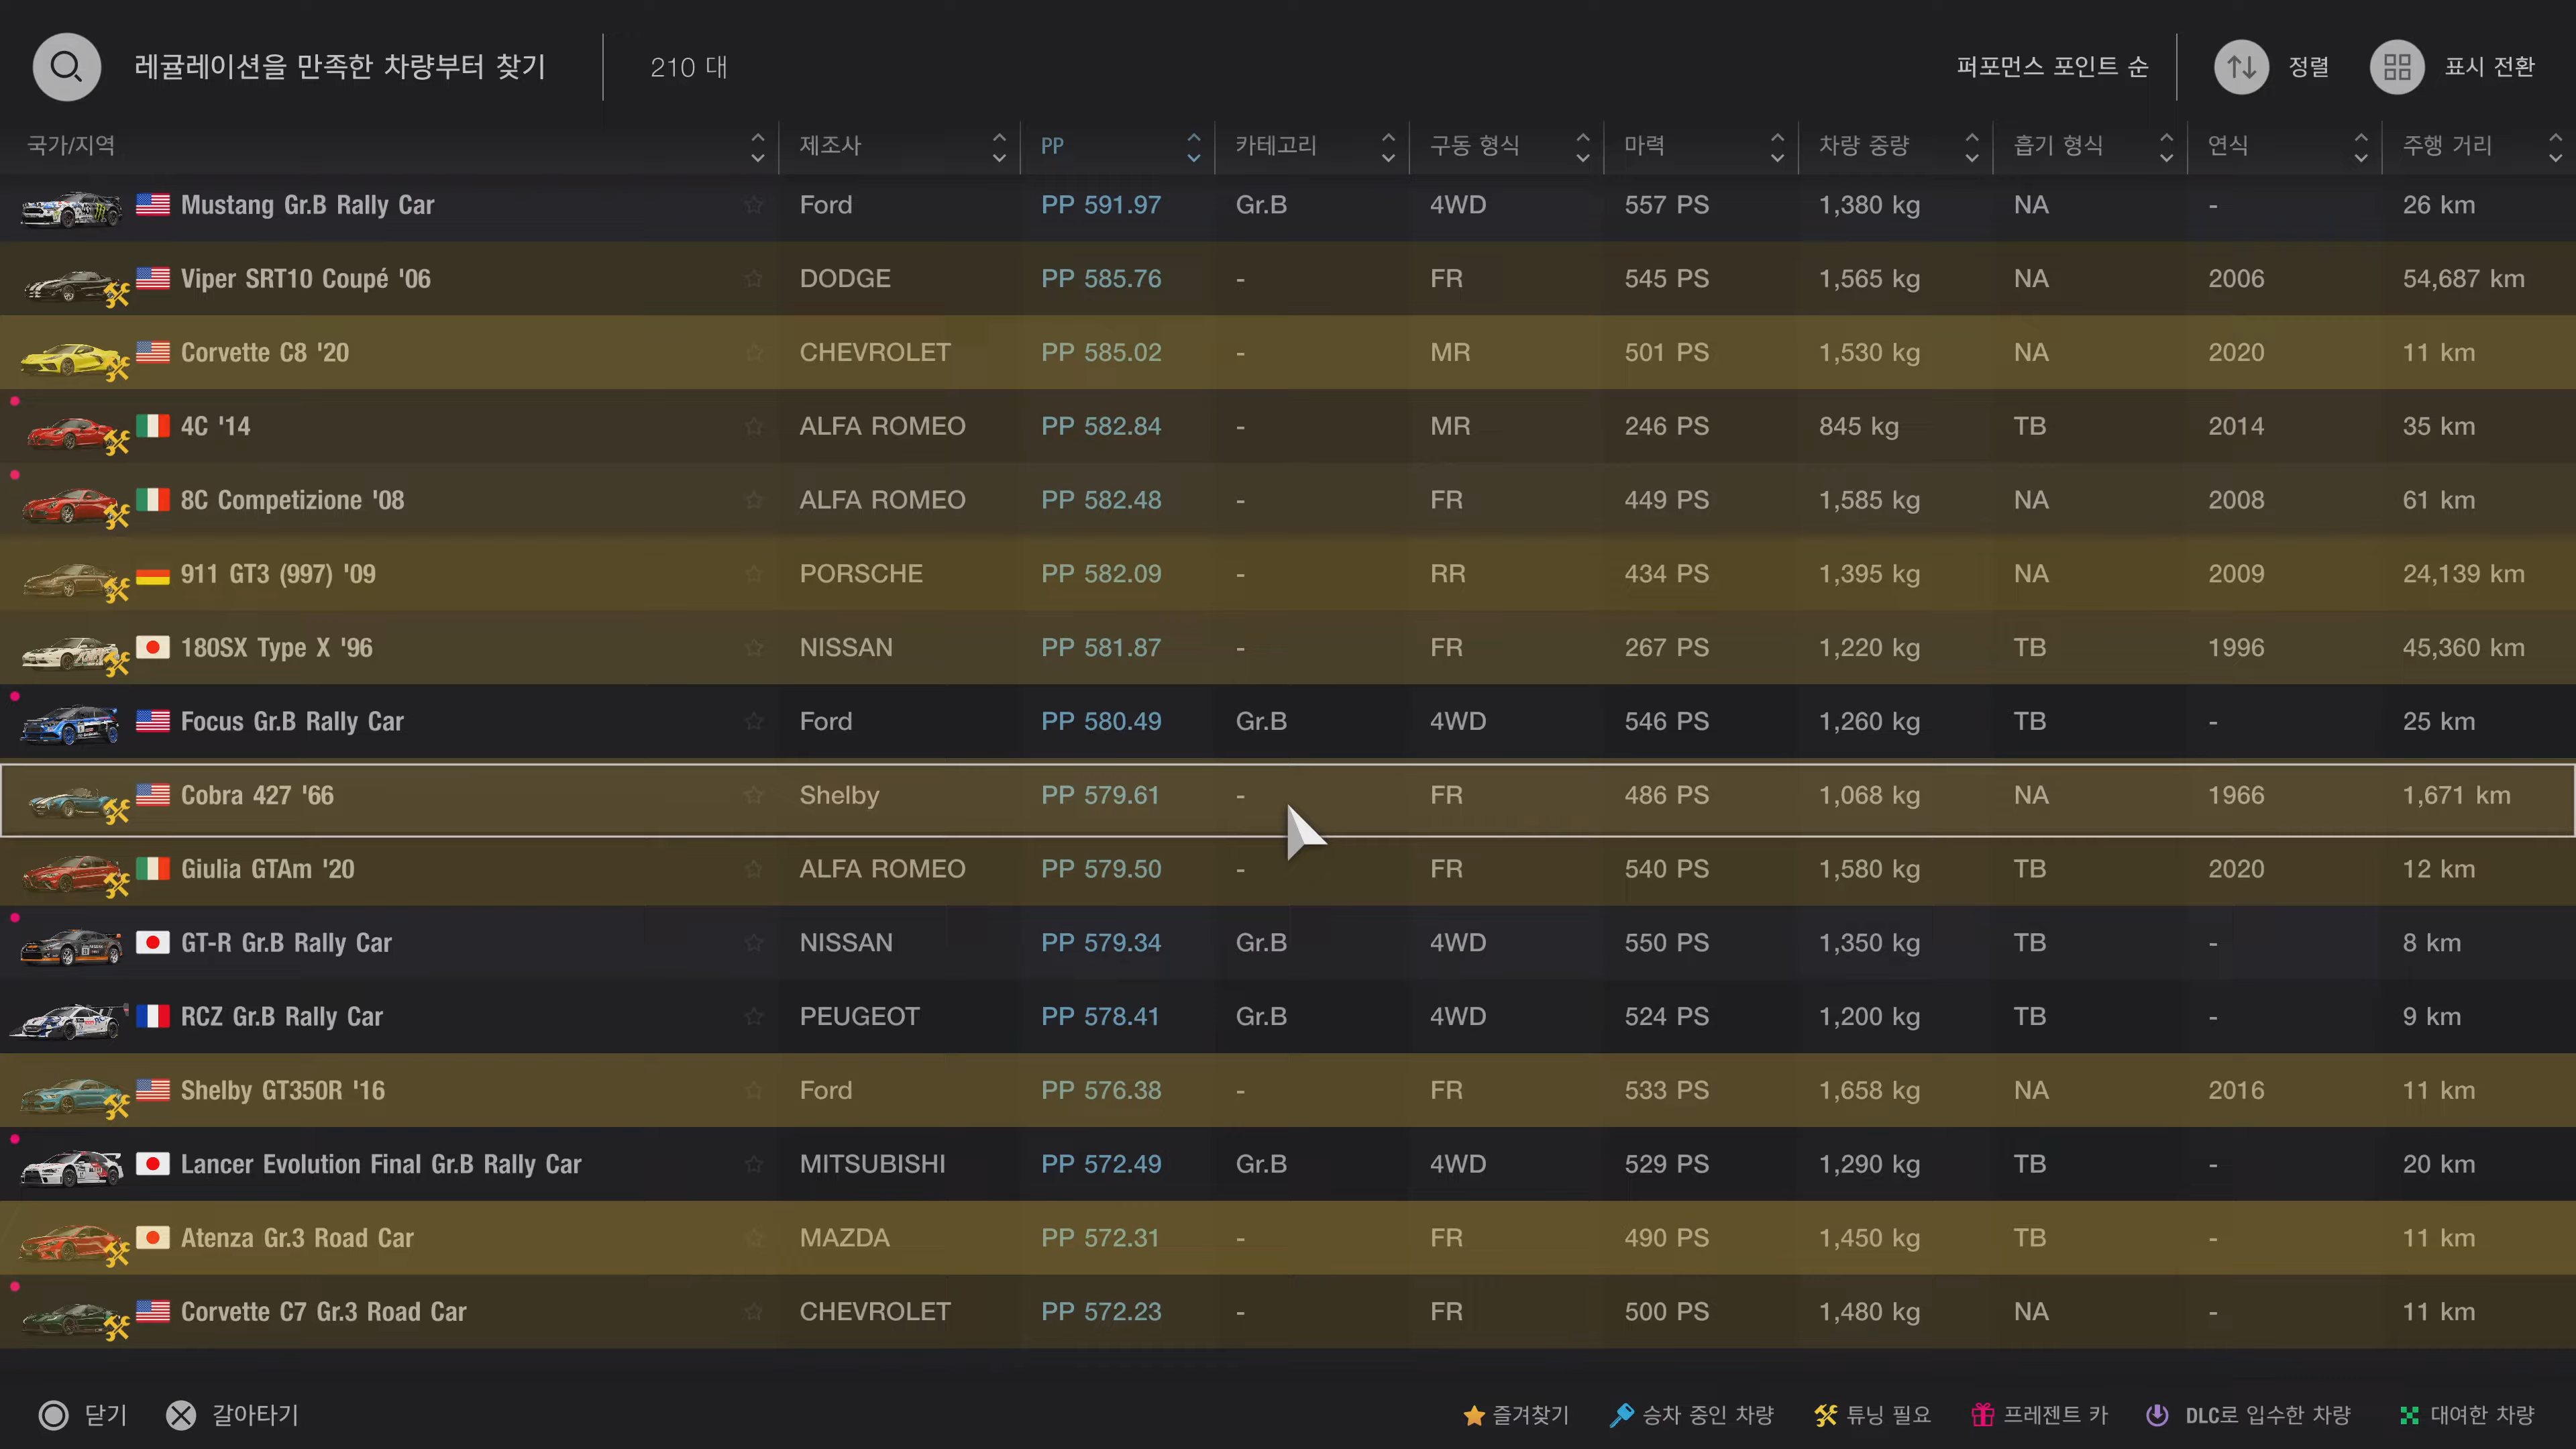 레귤레이션을 만족한 차량부터 찾기 210 대 퍼포먼스 포인트 순 정렬 표시 전환
국가/지역 제조사 PP 카테고리 구동 형식 마력 차량 중량 흡기 형식 연식 주행 거리
Mustang Gr.B Rally Car Ford PP 591.97 Gr.B 4WD 557 PS 1,380 kg NA - 26 km
Viper SRT10 Coupé '06 DODGE PP 585.76 - FR 545 PS 1,565 kg NA 2006 54,687 km
Corvette C8 '20 CHEVROLET PP 585.02 - MR 501 PS 1,530 kg NA 2020 11 km
4C '14 ALFA ROMEO PP 582.84 - MR 246 PS 845 kg TB 2014 35 km
8C Competizione '08 ALFA ROMEO PP 582.48 - FR 449 PS 1,585 kg NA 2008 61 km
911 GT3 (997) '09 PORSCHE PP 582.09 - RR 434 PS 1,395 kg NA 2009 24,139 km
180SX Type X '96 NISSAN PP 581.87 - FR 267 PS 1,220 kg TB 1996 45,360 km
Focus Gr.B Rally Car Ford PP 580.49 Gr.B 4WD 546 PS 1,260 kg TB - 25 km
Cobra 427 '66 Shelby PP 579.61 - FR 486 PS 1,068 kg NA 1966 1,671 km
Giulia GTAm '20 ALFA ROMEO PP 579.50 - FR 540 PS 1,580 kg TB 2020 12 km
GT-R Gr.B Rally Car NISSAN PP 579.34 Gr.B 4WD 550 PS 1,350 kg TB - 8 km
RCZ Gr.B Rally Car PEUGEOT PP 578.41 Gr.B 4WD 524 PS 1,200 kg TB - 9 km
Shelby GT350R '16 Ford PP 576.38 - FR 533 PS 1,658 kg NA 2016 11 km
Lancer Evolution Final Gr.B Rally Car MITSUBISHI PP 572.49 Gr.B 4WD 529 PS 1,290 kg TB - 20 km
Atenza Gr.3 Road Car MAZDA PP 572.31 - FR 490 PS 1,450 kg TB - 11 km
Corvette C7 Gr.3 Road Car CHEVROLET PP 572.23 - FR 500 PS 1,480 kg NA - 11 km
닫기 갈아타기 즐겨찾기 승차 중인 차량 튜닝 필요 프레젠트 카 DLC로 입수한 차량 대여한 차량